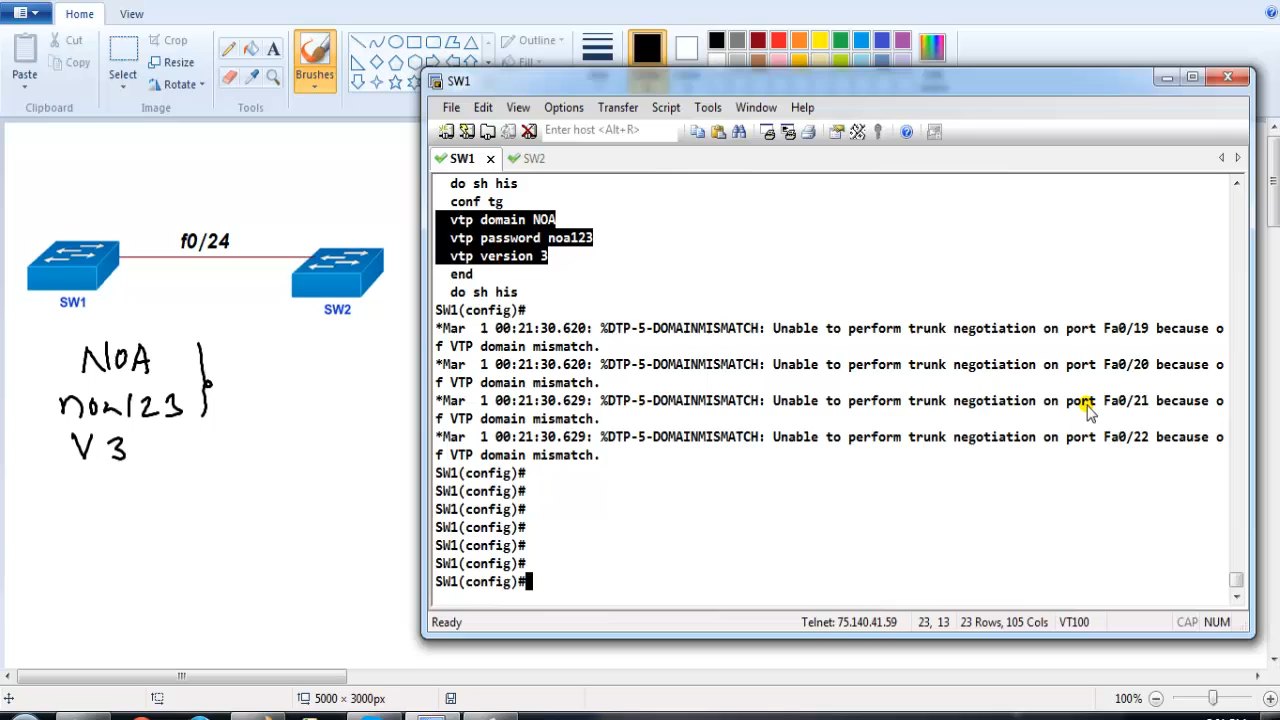 Home View
Cut
Copy
Paste
Clipboard
Crop
Resize
Rotate
Select
Image
Tools
Brushes
Outline
Fill
SW1
File Edit View Options Transfer Script Tools Window Help
Enter host <Alt+R>
SW1 SW2
do sh his
conf tg
vtp domain NOA
vtp password noa123
vtp version 3
end
do sh his
SW1(config)#
*Mar 1 00:21:30.620: %DTP-5-DOMAINMISMATCH: Unable to perform trunk negotiation on port Fa0/19 because o
f VTP domain mismatch.
*Mar 1 00:21:30.620: %DTP-5-DOMAINMISMATCH: Unable to perform trunk negotiation on port Fa0/20 because o
f VTP domain mismatch.
*Mar 1 00:21:30.629: %DTP-5-DOMAINMISMATCH: Unable to perform trunk negotiation on port Fa0/21 because o
f VTP domain mismatch.
*Mar 1 00:21:30.629: %DTP-5-DOMAINMISMATCH: Unable to perform trunk negotiation on port Fa0/22 because o
f VTP domain mismatch.
SW1(config)#
SW1(config)#
SW1(config)#
SW1(config)#
SW1(config)#
SW1(config)#
SW1(config)#
Ready Telnet: 75.140.41.59 23, 13 23 Rows, 105 Cols VT100 CAP NUM
f0/24
SW1 SW2
NOA
noa123
V 3
5000 × 3000px 100%